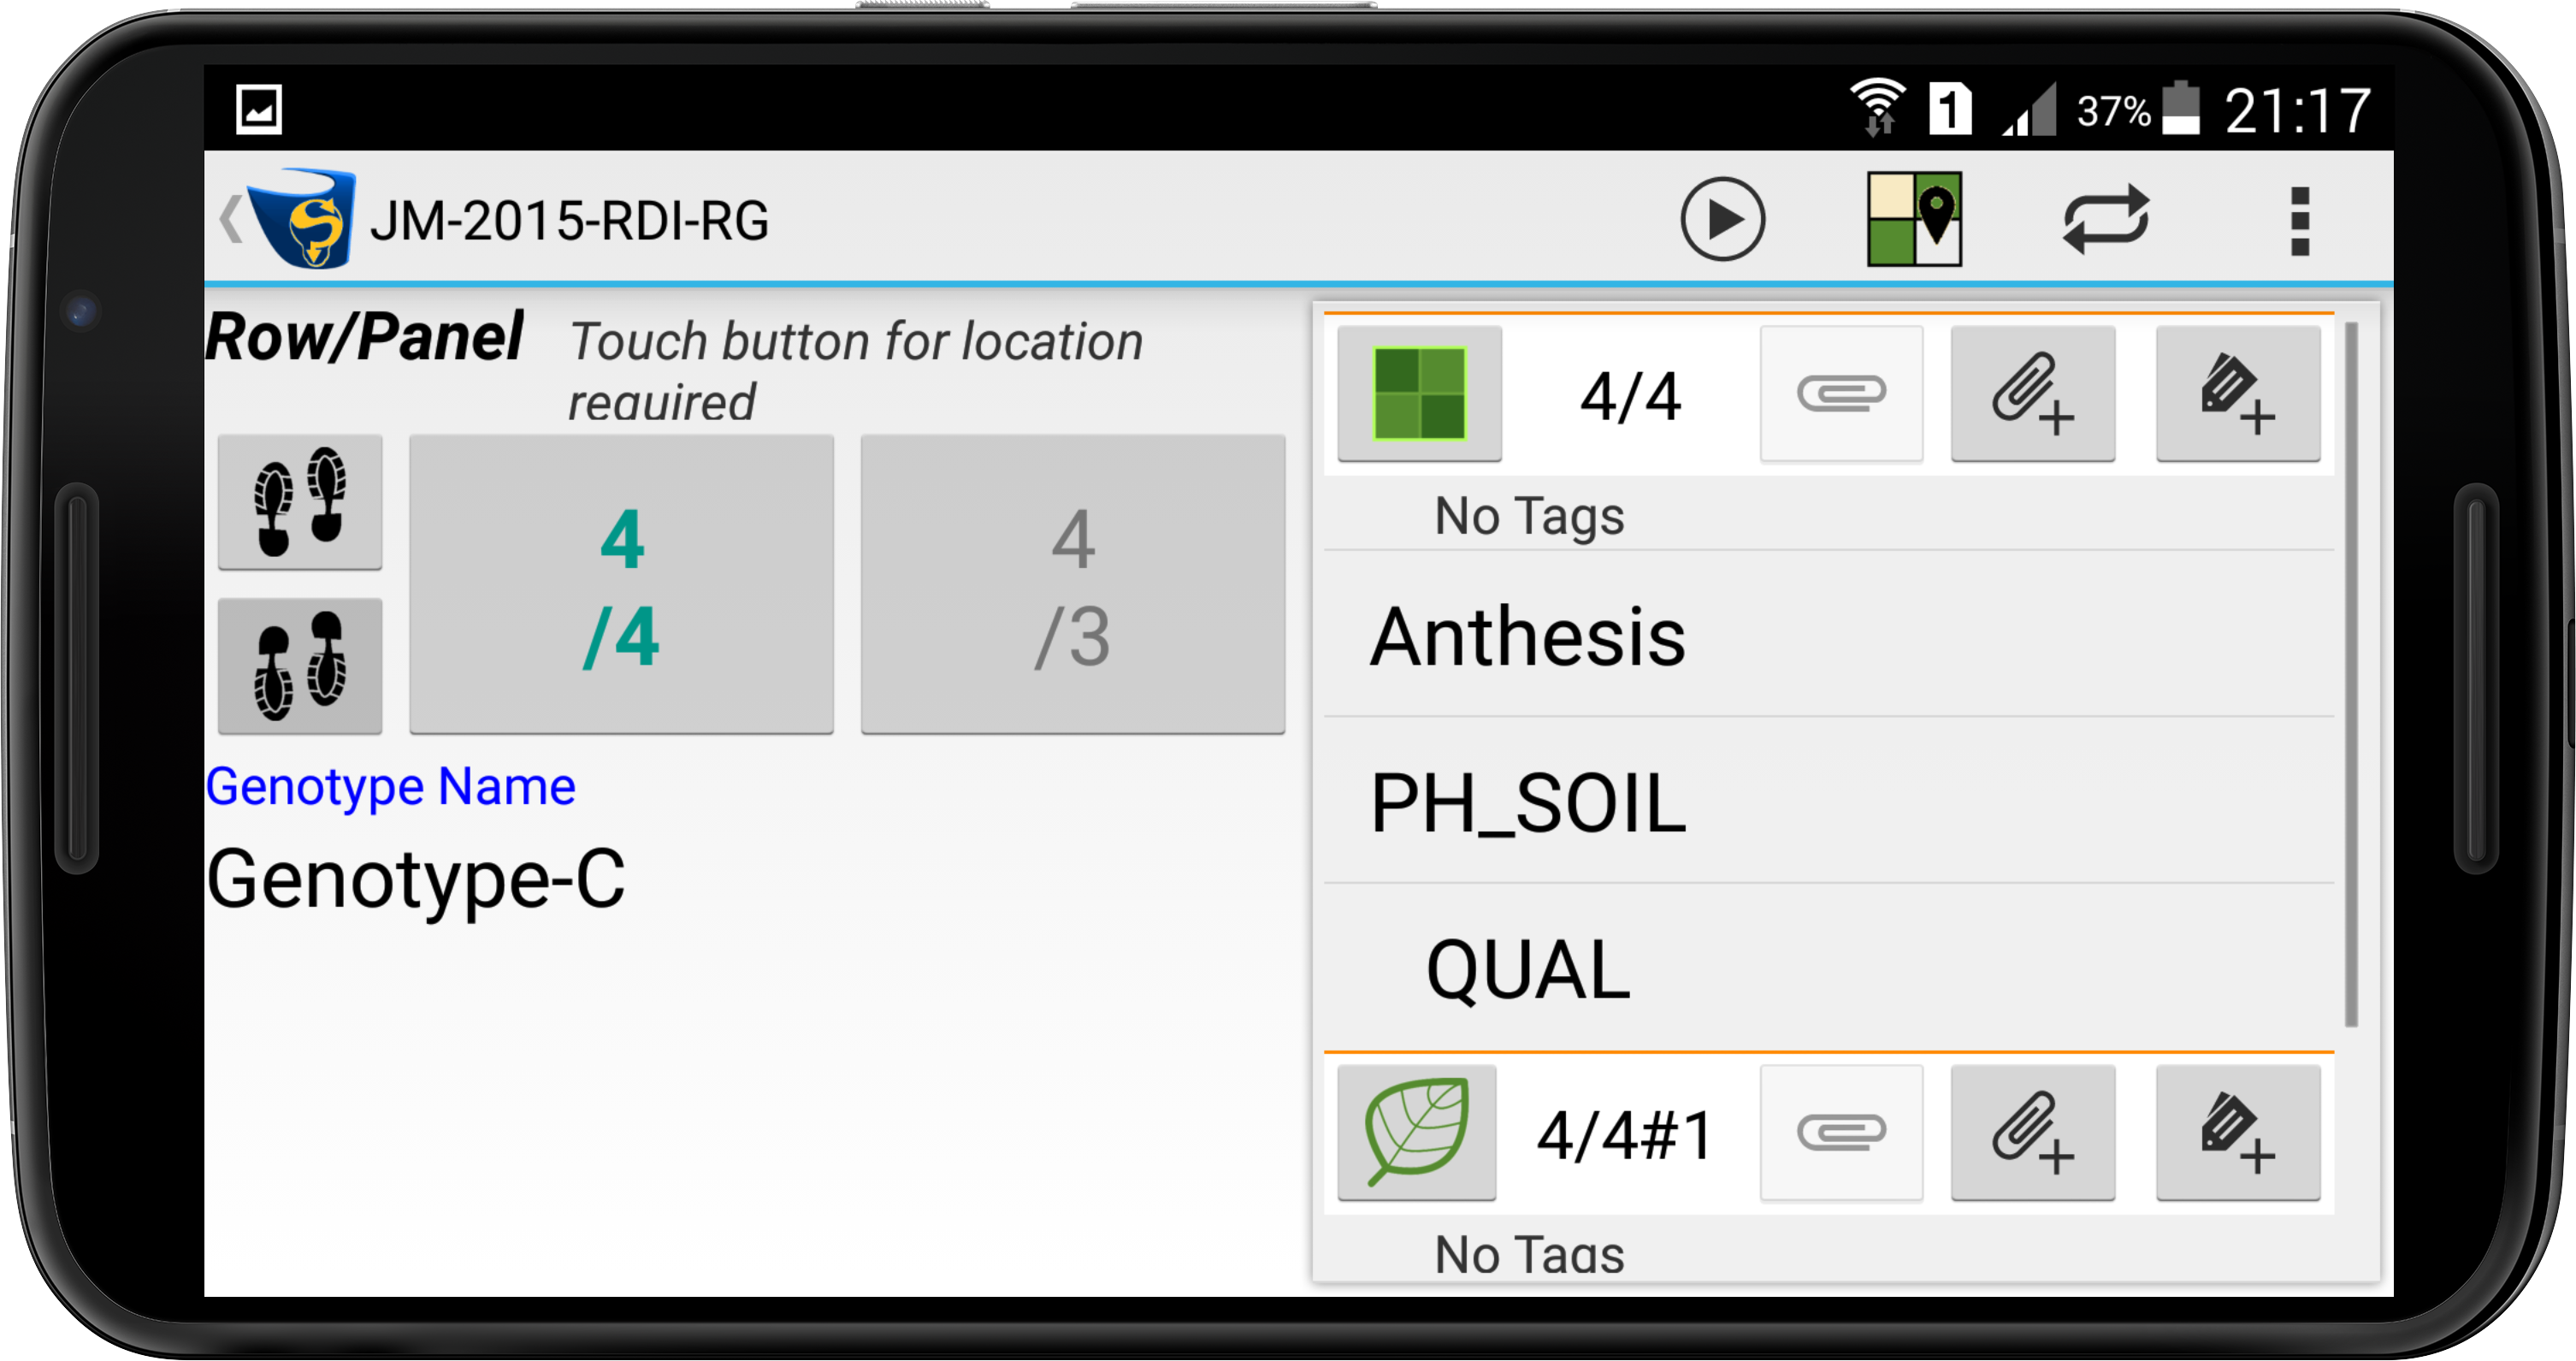 1 37% 21:17
JM-2015-RDI-RG
Row/Panel Touch button for location
required
4
/4
4
/3
Genotype Name
Genotype-C
4/4
No Tags
Anthesis
PH_SOIL
QUAL
4/4#1
No Tags